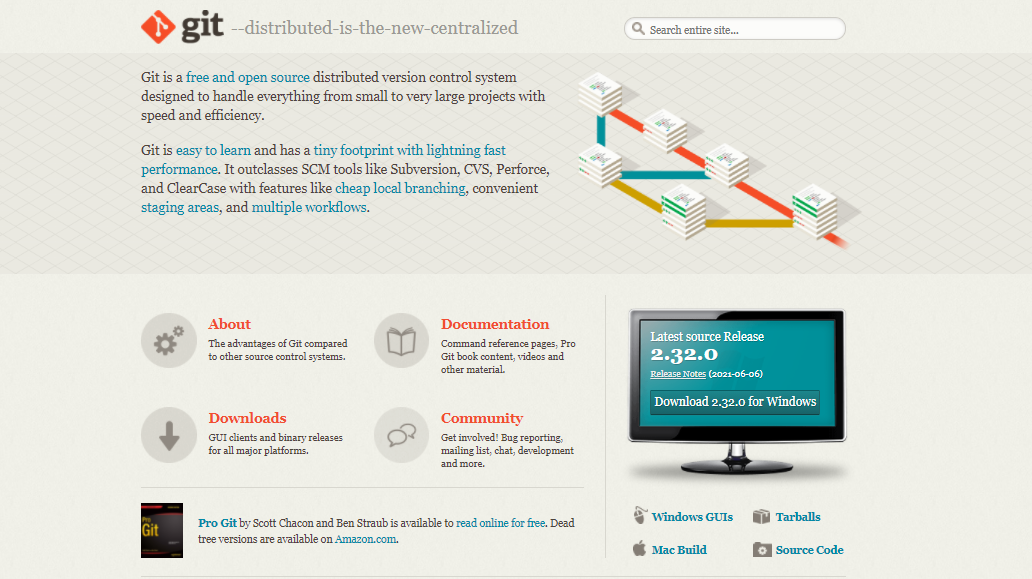 git --distributed-is-the-new-centralized
Search entire site...
Git is a free and open source distributed version control system
designed to handle everything from small to very large projects with
speed and efficiency.
Git is easy to learn and has a tiny footprint with lightning fast
performance. It outclasses SCM tools like Subversion, CVS, Perforce,
and ClearCase with features like cheap local branching, convenient
staging areas, and multiple workflows.
About
The advantages of Git compared
to other source control systems.
Documentation
Command reference pages, Pro
Git book content, videos and
other material.
Downloads
GUI clients and binary releases
for all major platforms.
Community
Get involved! Bug reporting,
mailing list, chat, development
and more.
Pro
Git
Pro Git by Scott Chacon and Ben Straub is available to read online for free. Dead
tree versions are available on Amazon.com.
Latest source Release
2.32.0
Release Notes (2021-06-06)
Download 2.32.0 for Windows
Windows GUIs
Tarballs
Mac Build
Source Code